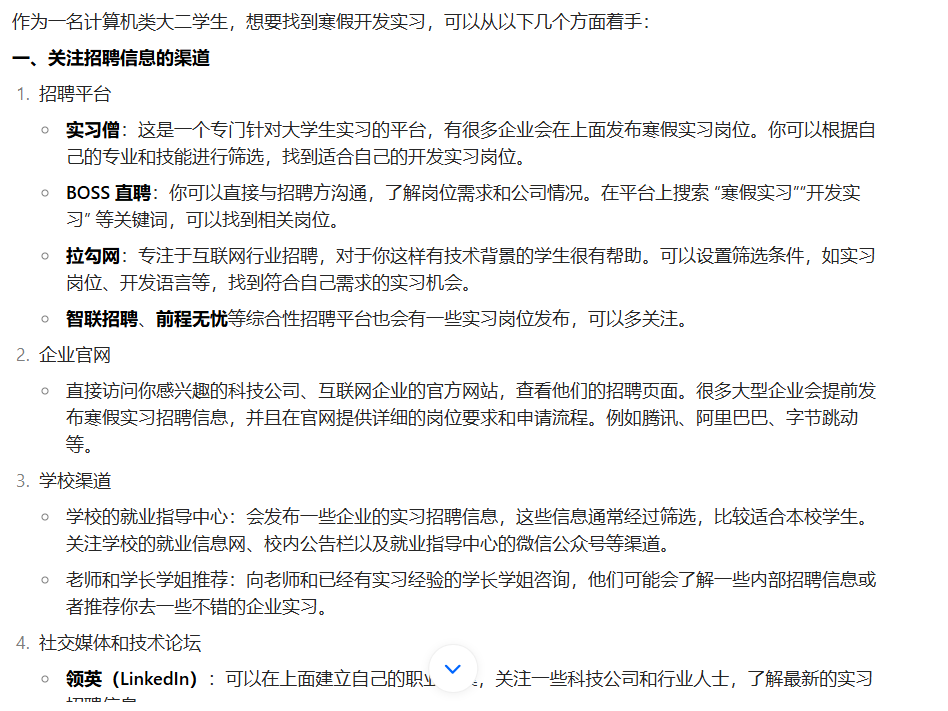 作为一名计算机类大二学生，想要找到寒假开发实习，可以从以下几个方面着手：
一、关注招聘信息的渠道
1. 招聘平台
实习僧：这是一个专门针对大学生实习的平台，有很多企业会在上面发布寒假实习岗位。你可以根据自
己的专业和技能进行筛选，找到适合自己的开发实习岗位。
BOSS 直聘：你可以直接与招聘方沟通，了解岗位需求和公司情况。在平台上搜索 “寒假实习”“开发实
习” 等关键词，可以找到相关岗位。
拉勾网：专注于互联网行业招聘，对于你这样有技术背景的学生很有帮助。可以设置筛选条件，如实习
岗位、开发语言等，找到符合自己需求的实习机会。
智联招聘、前程无忧等综合性招聘平台也会有一些实习岗位发布，可以多关注。
2. 企业官网
直接访问你感兴趣的科技公司、互联网企业的官方网站，查看他们的招聘页面。很多大型企业会提前发
布寒假实习招聘信息，并且在官网提供详细的岗位要求和申请流程。例如腾讯、阿里巴巴、字节跳动
等。
3. 学校渠道
学校的就业指导中心：会发布一些企业的实习招聘信息，这些信息通常经过筛选，比较适合本校学生。
关注学校的就业信息网、校内公告栏以及就业指导中心的微信公众号等渠道。
老师和学长学姐推荐：向老师和已经有实习经验的学长学姐咨询，他们可能会了解一些内部招聘信息或
者推荐你去一些不错的企业实习。
4. 社交媒体和技术论坛
领英（LinkedIn）：可以在上面建立自己的职业，关注一些科技公司和行业人士，了解最新的实习